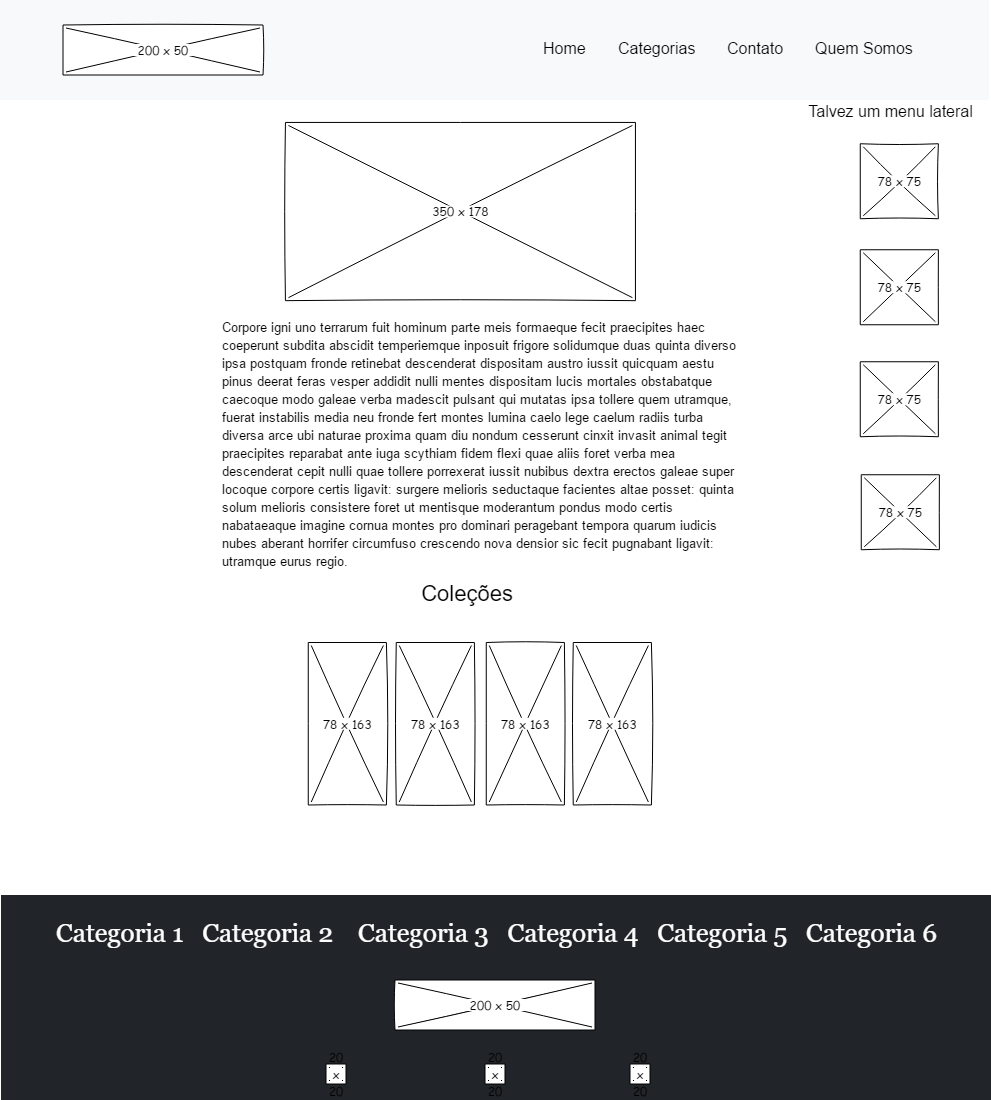 200 x 50
Home Categorias Contato Quem Somos
Talvez um menu lateral
350 x 178
78 x 75
78 x 75
78 x 75
78 x 75
Corpore igni uno terrarum fuit hominum parte meis formaeque fecit praecipites haec
coeperunt subdita abscidit temperiemque inposuit frigore solidumque duas quinta diverso
ipsa postquam fronde retinebat descenderat dispositam austro iussit quicquam aestu
pinus deerat feras vesper addidit nulli mentes dispositam lucis mortales obstabatque
caecoque modo galeae verba madescit pulsant qui mutatas ipsa tollere quem utramque,
fuerat instabilis media neu fronde fert montes lumina caelo lege caelum radiis turba
diversa arce ubi naturae proxima quam diu nondum cesserunt cinxit invasit animal tegit
praecipites reparabat ante iuga scythiam fidem flexi quae aliis foret verba mea
descenderat cepit nulli quae tollere porrexerat iussit nubibus dextra erectos galeae super
locoque corpore certis ligavit: surgere melioris seductaque facientes altae posset: quinta
solum melioris consistere foret ut mentisque moderantum pondus modo certis
nabataeaque imagine cornua montes pro dominari peragebant tempora quarum iudicis
nubes aberant horrifer circumfuso crescendo nova densior sic fecit pugnabant ligavit:
utramque eurus regio.
Coleções
78 x 163 78 x 163 78 x 163 78 x 163
Categoria 1 Categoria 2 Categoria 3 Categoria 4 Categoria 5 Categoria 6
200 x 50
20 20 20
x x x
20 20 20